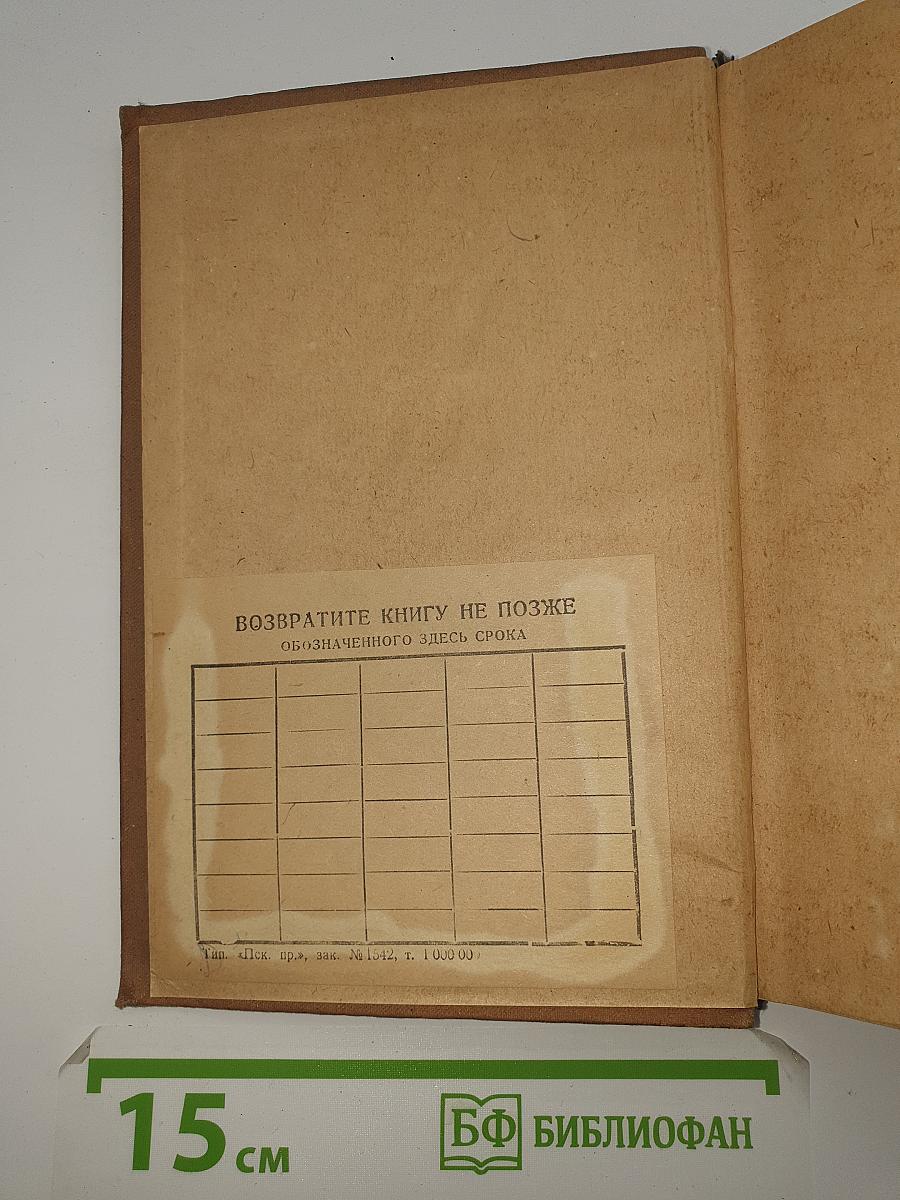 ВОЗВРАТИТЕ КНИГУ НЕ ПОЗЖЕ
ОБОЗНАЧЕННОГО ЗДЕСЬ СРОКА
Тип. «Пск. пр.», зак. № 1542, т. 1 000 00
15 см
БФ БИБЛИОФАН